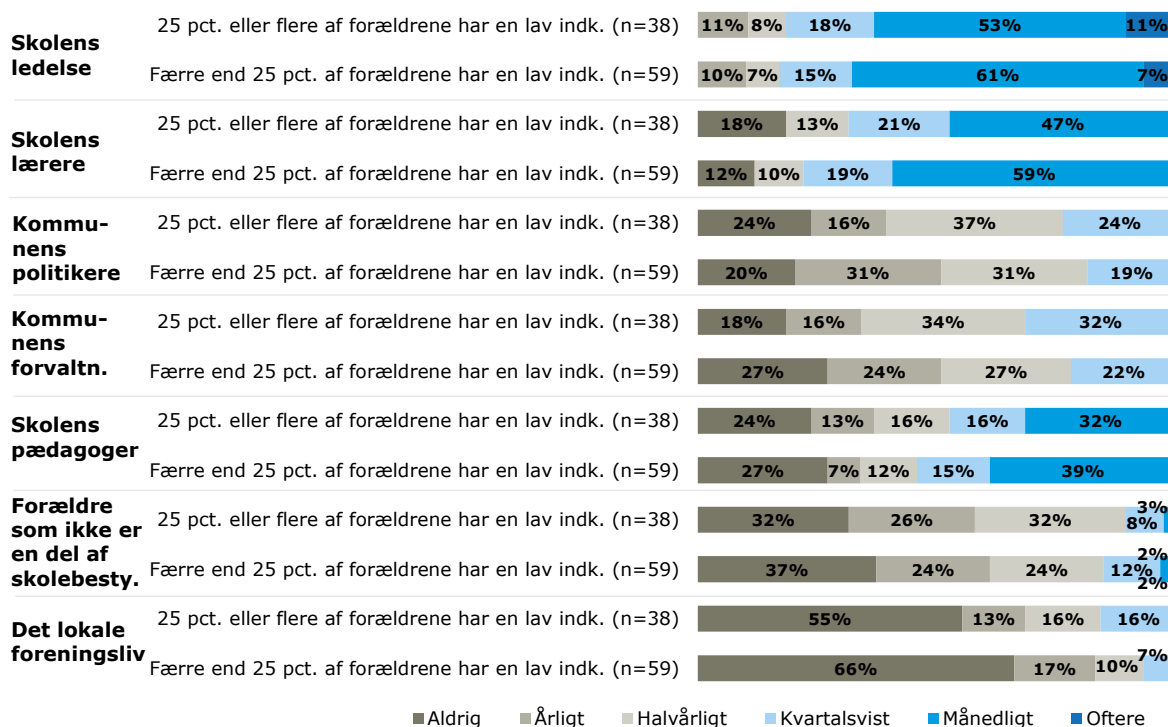 Skolens
ledelse
25 pct. eller flere af forældrene har en lav indk. (n=38)
11% 8% 18% 53% 11%
Færre end 25 pct. af forældrene har en lav indk. (n=59)
10% 7% 15% 61% 7%
Skolens
lærere
25 pct. eller flere af forældrene har en lav indk. (n=38)
18% 13% 21% 47%
Færre end 25 pct. af forældrene har en lav indk. (n=59)
12% 10% 19% 59%
Kommu-
nens
politikere
25 pct. eller flere af forældrene har en lav indk. (n=38)
24% 16% 37% 24%
Færre end 25 pct. af forældrene har en lav indk. (n=59)
20% 31% 31% 19%
Kommu-
nens
forvaltn.
25 pct. eller flere af forældrene har en lav indk. (n=38)
18% 16% 34% 32%
Færre end 25 pct. af forældrene har en lav indk. (n=59)
27% 24% 27% 22%
Skolens
pædagoger
25 pct. eller flere af forældrene har en lav indk. (n=38)
24% 13% 16% 16% 32%
Færre end 25 pct. af forældrene har en lav indk. (n=59)
27% 7% 12% 15% 39%
Forældre
som ikke er
en del af
skolebesty.
25 pct. eller flere af forældrene har en lav indk. (n=38)
32% 26% 32% 8% 3%
Færre end 25 pct. af forældrene har en lav indk. (n=59)
37% 24% 24% 12% 2% 2%
Det lokale
foreningsliv
25 pct. eller flere af forældrene har en lav indk. (n=38)
55% 13% 16% 16%
Færre end 25 pct. af forældrene har en lav indk. (n=59)
66% 17% 10% 7%
Aldrig Årligt Halvårligt Kvartalsvist Månedligt Oftere